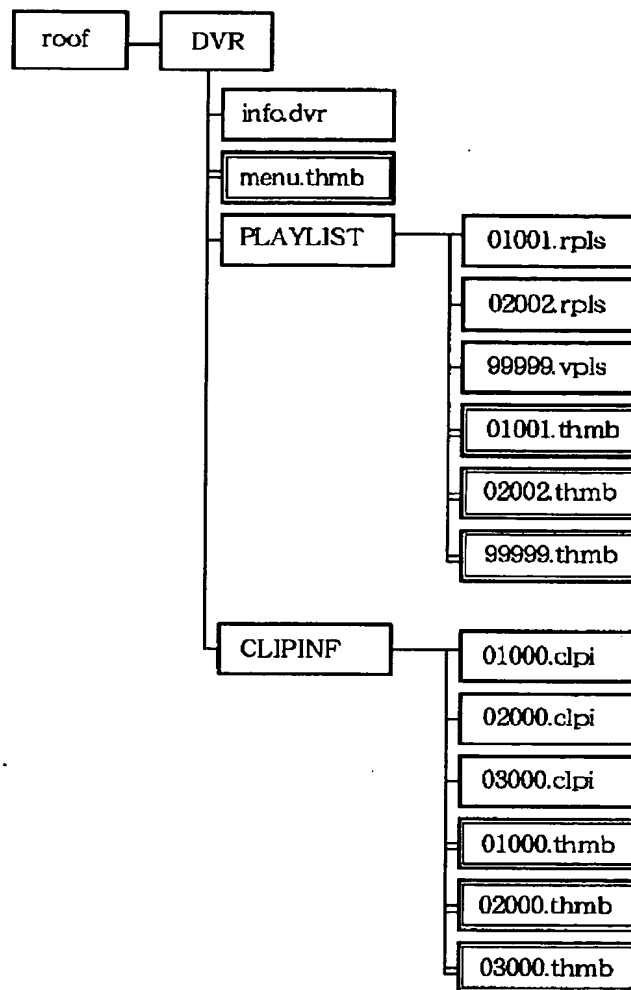 roof
DVR
info.dvr
menu.thmb
PLAYLIST
01001.rpls
02002.rpls
99999.vpls
01001.thmb
02002.thmb
99999.thmb
CLIPINF
01000.clpi
02000.clpi
03000.clpi
01000.thmb
02000.thmb
03000.thmb